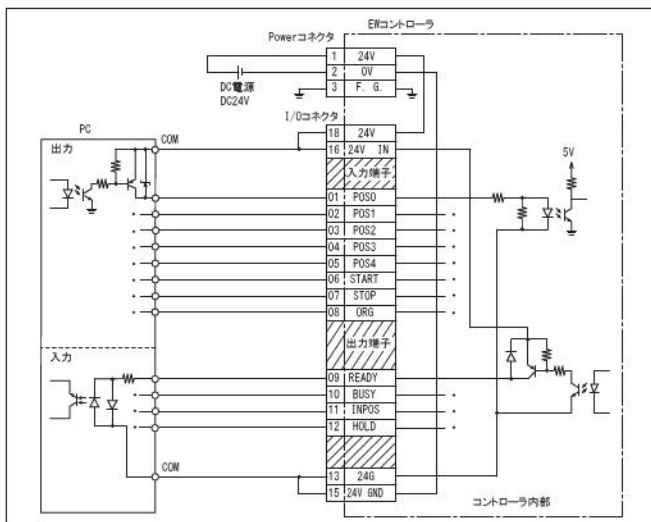 EWコントローラ
Powerコネクタ
1 24V
2 0V
3 F. G.
DC電源
DC24V
I/Oコネクタ
PC
出力
COM
18 24V
16 24V IN
入力端子
5V
01 POS0
02 POS1
03 POS2
04 POS3
05 POS4
06 START
07 STOP
08 ORG
出力端子
入力
09 READY
10 BUSY
11 INPOS
12 HOLD
COM
13 24G
15 24V GND
コントローラ内部